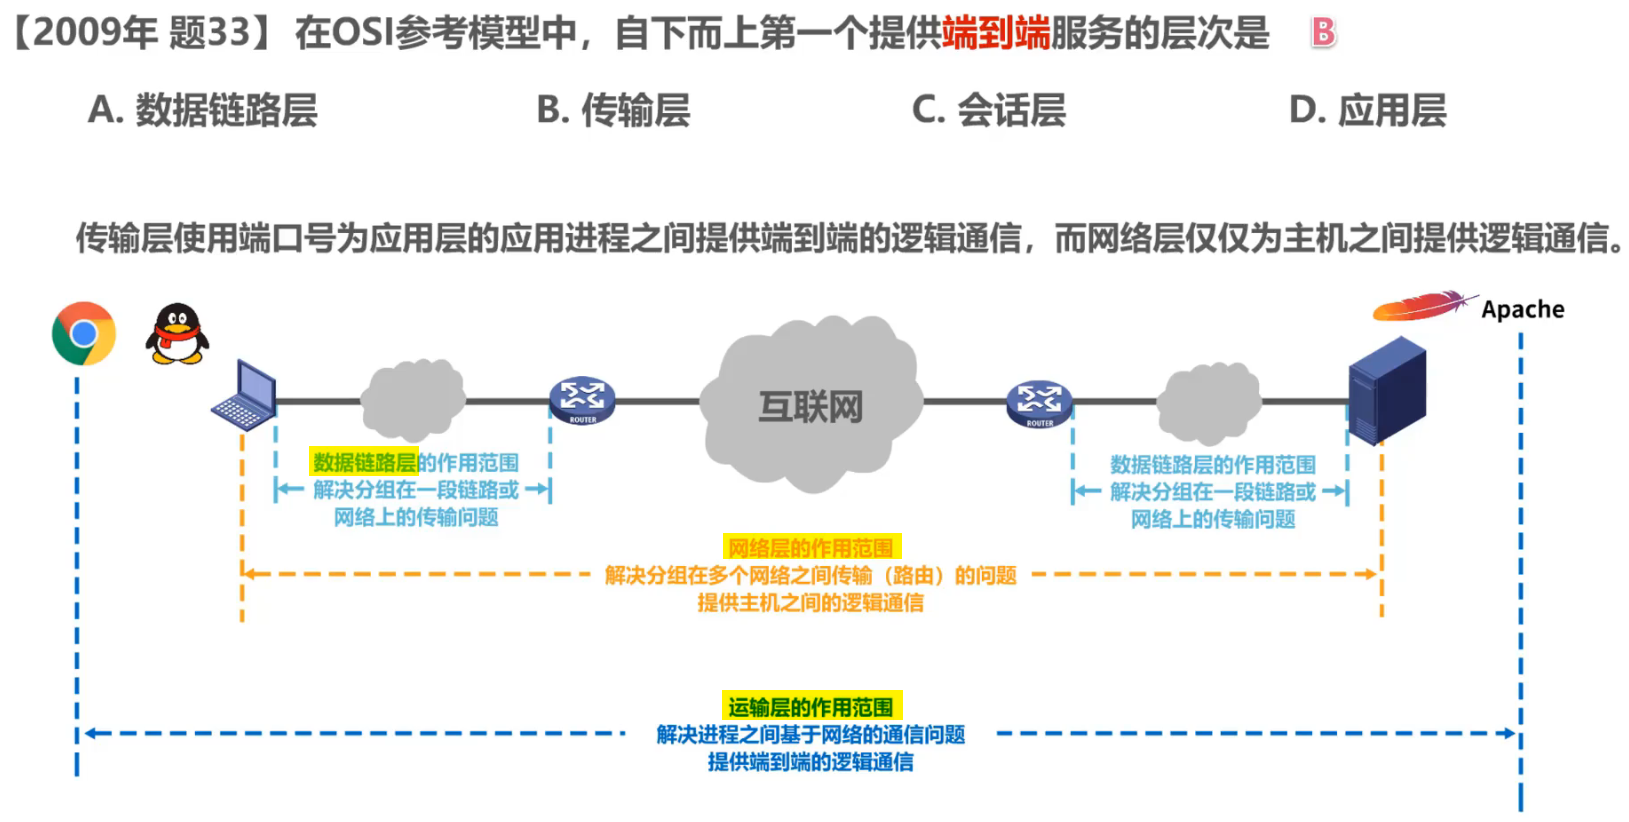 【2009年 题33】 在OSI参考模型中，自下而上第一个提供端到端服务的层次是 B
A. 数据链路层 B. 传输层 C. 会话层 D. 应用层
传输层使用端口号为应用层的应用进程之间提供端到端的逻辑通信，而网络层仅仅为主机之间提供逻辑通信。
Apache
互联网
ROUTER
ROUTER
数据链路层的作用范围
解决分组在一段链路或
网络上的传输问题
数据链路层的作用范围
解决分组在一段链路或
网络上的传输问题
网络层的作用范围
解决分组在多个网络之间传输（路由）的问题
提供主机之间的逻辑通信
运输层的作用范围
解决进程之间基于网络的通信问题
提供端到端的逻辑通信